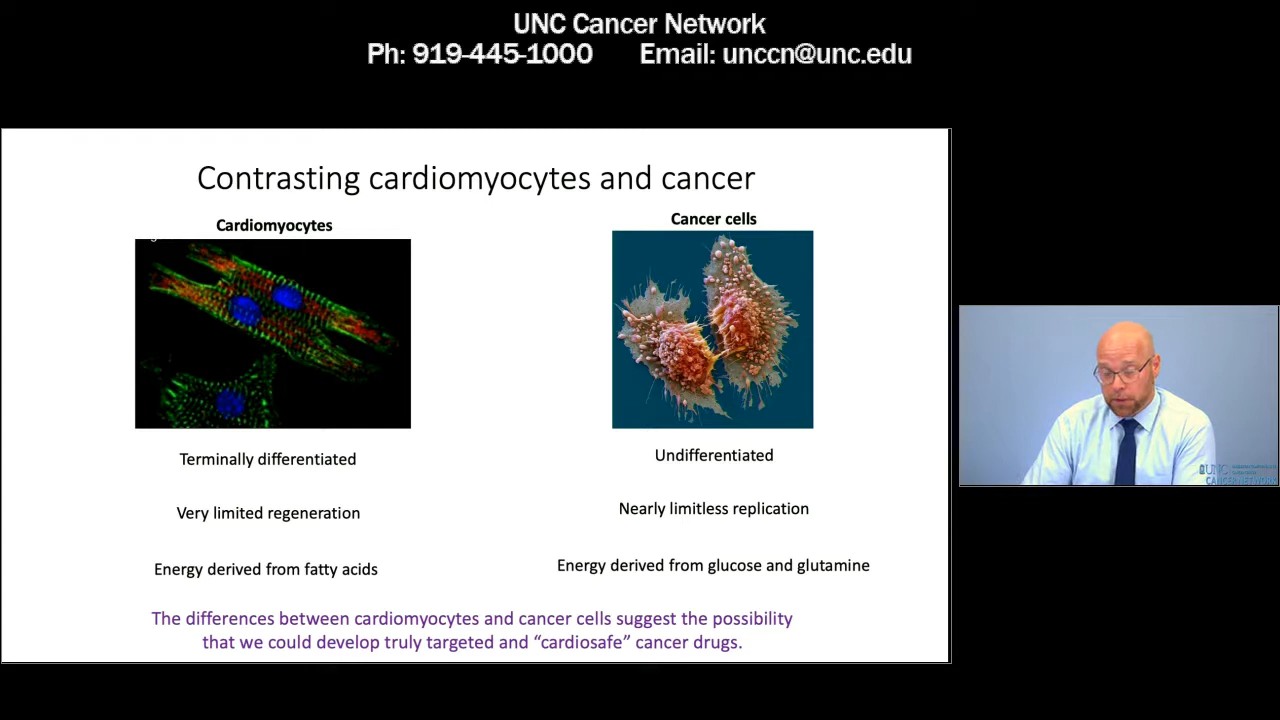 UNC Cancer Network
Ph: 919-445-1000 Email: unccn@unc.edu
Contrasting cardiomyocytes and cancer
Cardiomyocytes
Cancer cells
Terminally differentiated
Undifferentiated
Very limited regeneration
Nearly limitless replication
Energy derived from fatty acids
Energy derived from glucose and glutamine
The differences between cardiomyocytes and cancer cells suggest the possibility
that we could develop truly targeted and “cardiosafe” cancer drugs.
UNC
CANCER NETWORK